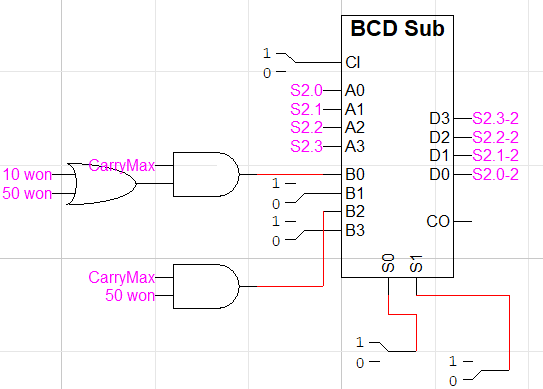 BCD Sub
1
0
CI
S2.0
A0
S2.1
A1
S2.2
A2
S2.3
A3
D3
S2.3-2
D2
S2.2-2
D1
S2.1-2
D0
S2.0-2
CarryMax
10 won
50 won
B0
1
0
B1
B2
1
0
B3
CO
S0
S1
CarryMax
50 won
1
0
1
0